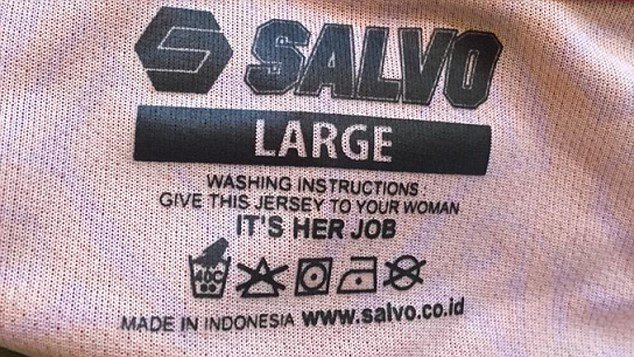 SALVO
LARGE
WASHING INSTRUCTIONS :
GIVE THIS JERSEY TO YOUR WOMAN
IT'S HER JOB
40C
MADE IN INDONESIA www.salvo.co.id